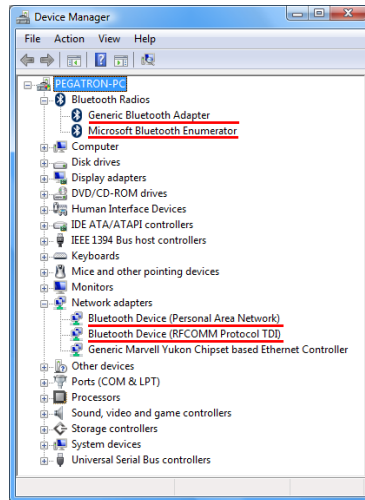 Device Manager
File Action View Help
PEGATRON-PC
Bluetooth Radios
Generic Bluetooth Adapter
Microsoft Bluetooth Enumerator
Computer
Disk drives
Display adapters
DVD/CD-ROM drives
Human Interface Devices
IDE ATA/ATAPI controllers
IEEE 1394 Bus host controllers
Keyboards
Mice and other pointing devices
Monitors
Network adapters
Bluetooth Device (Personal Area Network)
Bluetooth Device (RFCOMM Protocol TDI)
Generic Marvell Yukon Chipset based Ethernet Controller
Other devices
Ports (COM & LPT)
Processors
Sound, video and game controllers
Storage controllers
System devices
Universal Serial Bus controllers